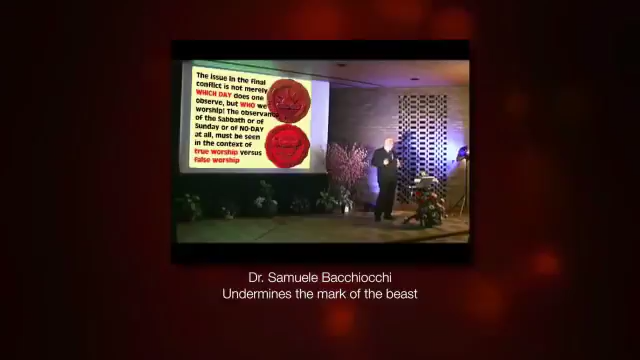 The issue in the final
conflict is not merely
WHICH DAY does one
observe, but WHO we
worship! The observance
of the Sabbath or of
Sunday or of NO-DAY
at all, must be seen
in the context of
true worship versus
false worship
Dr. Samuele Bacchiocchi
Undermines the mark of the beast